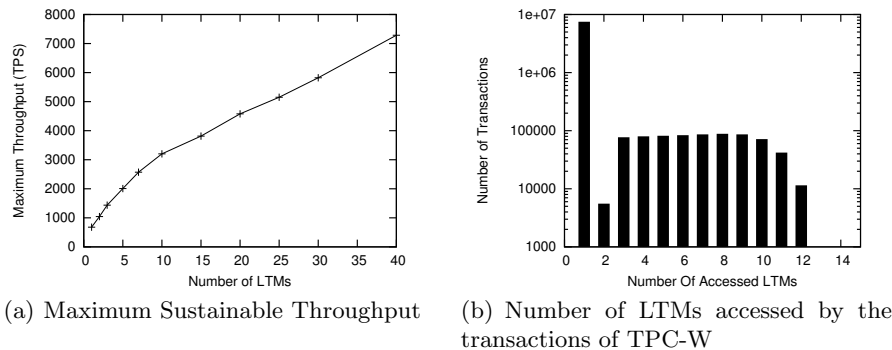 8000
7000
6000
5000
4000
3000
2000
1000
0
Maximum Throughput (TPS)
0 5 10 15 20 25 30 35 40
Number of LTMs
(a) Maximum Sustainable Throughput
1e+07
1e+06
100000
10000
1000
Number of Transactions
0 2 4 6 8 10 12 14
Number Of Accessed LTMs
(b) Number of LTMs accessed by the
transactions of TPC-W